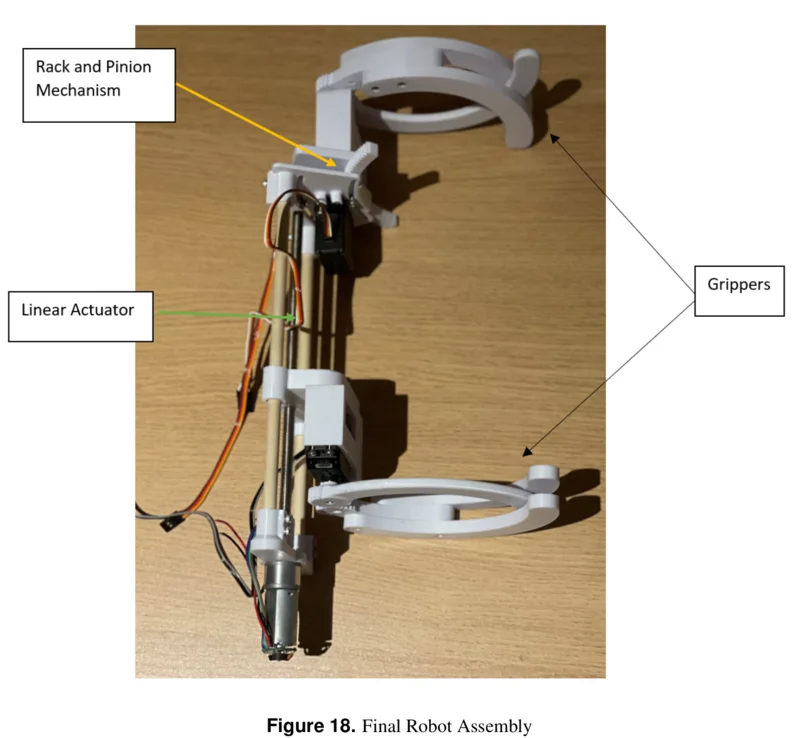 Rack and Pinion
Mechanism
Linear Actuator
Grippers
Figure 18. Final Robot Assembly